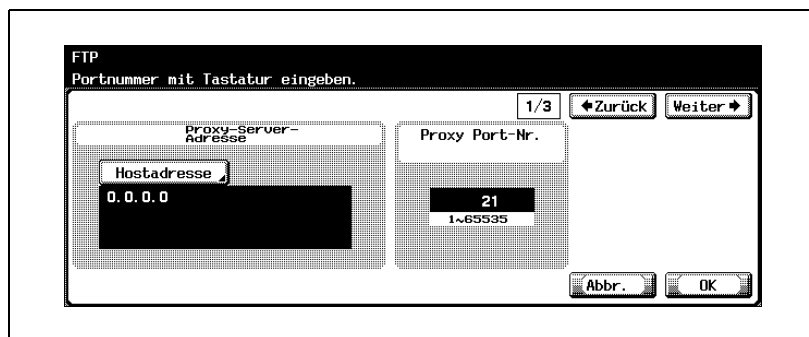 FTP
Portnummer mit Tastatur eingeben.
1/3
Zurück
Weiter
Proxy-Server-
Adresse
Proxy Port-Nr.
Hostadresse
0.0.0.0
21
1~65535
Abbr.
OK